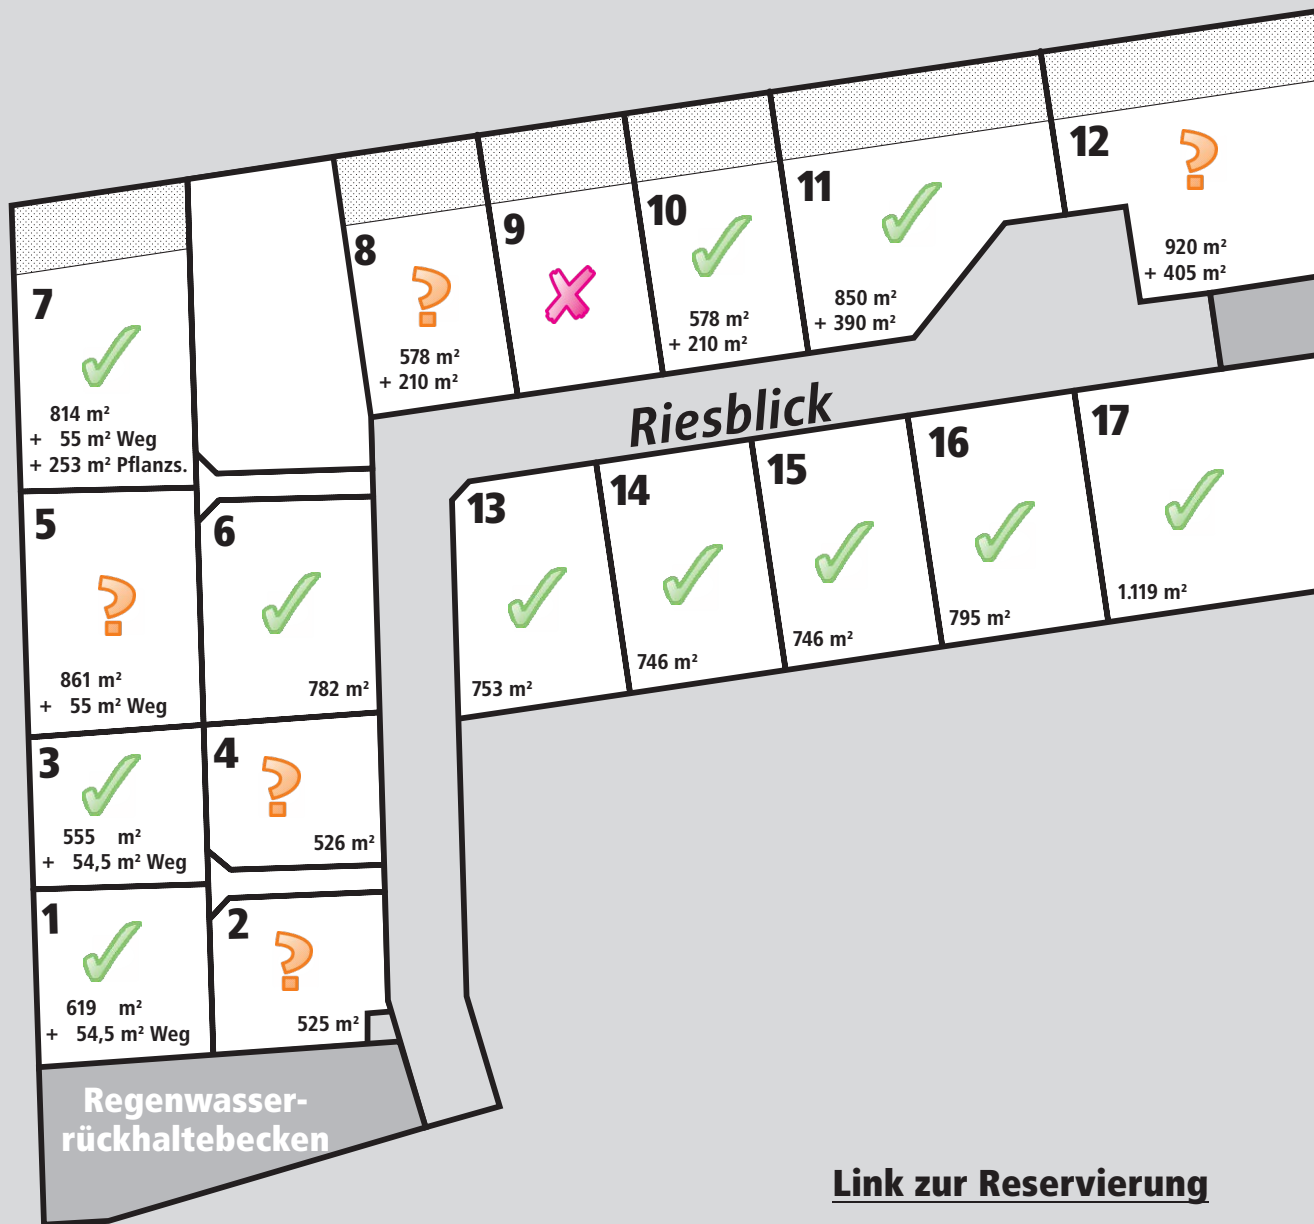 12
920 m²
+ 405 m²
11
850 m²
+ 390 m²
10
578 m²
+ 210 m²
9
8
578 m²
+ 210 m²
7
814 m²
+ 55 m² Weg
+ 253 m² Pflanzs.
Riesblick
17
1.119 m²
16
795 m²
15
746 m²
14
746 m²
13
753 m²
5
861 m²
+ 55 m² Weg
6
782 m²
3
555 m²
+ 54,5 m² Weg
4
526 m²
1
619 m²
+ 54,5 m² Weg
2
525 m²
Regenwasser-
rückhaltebecken
Link zur Reservierung